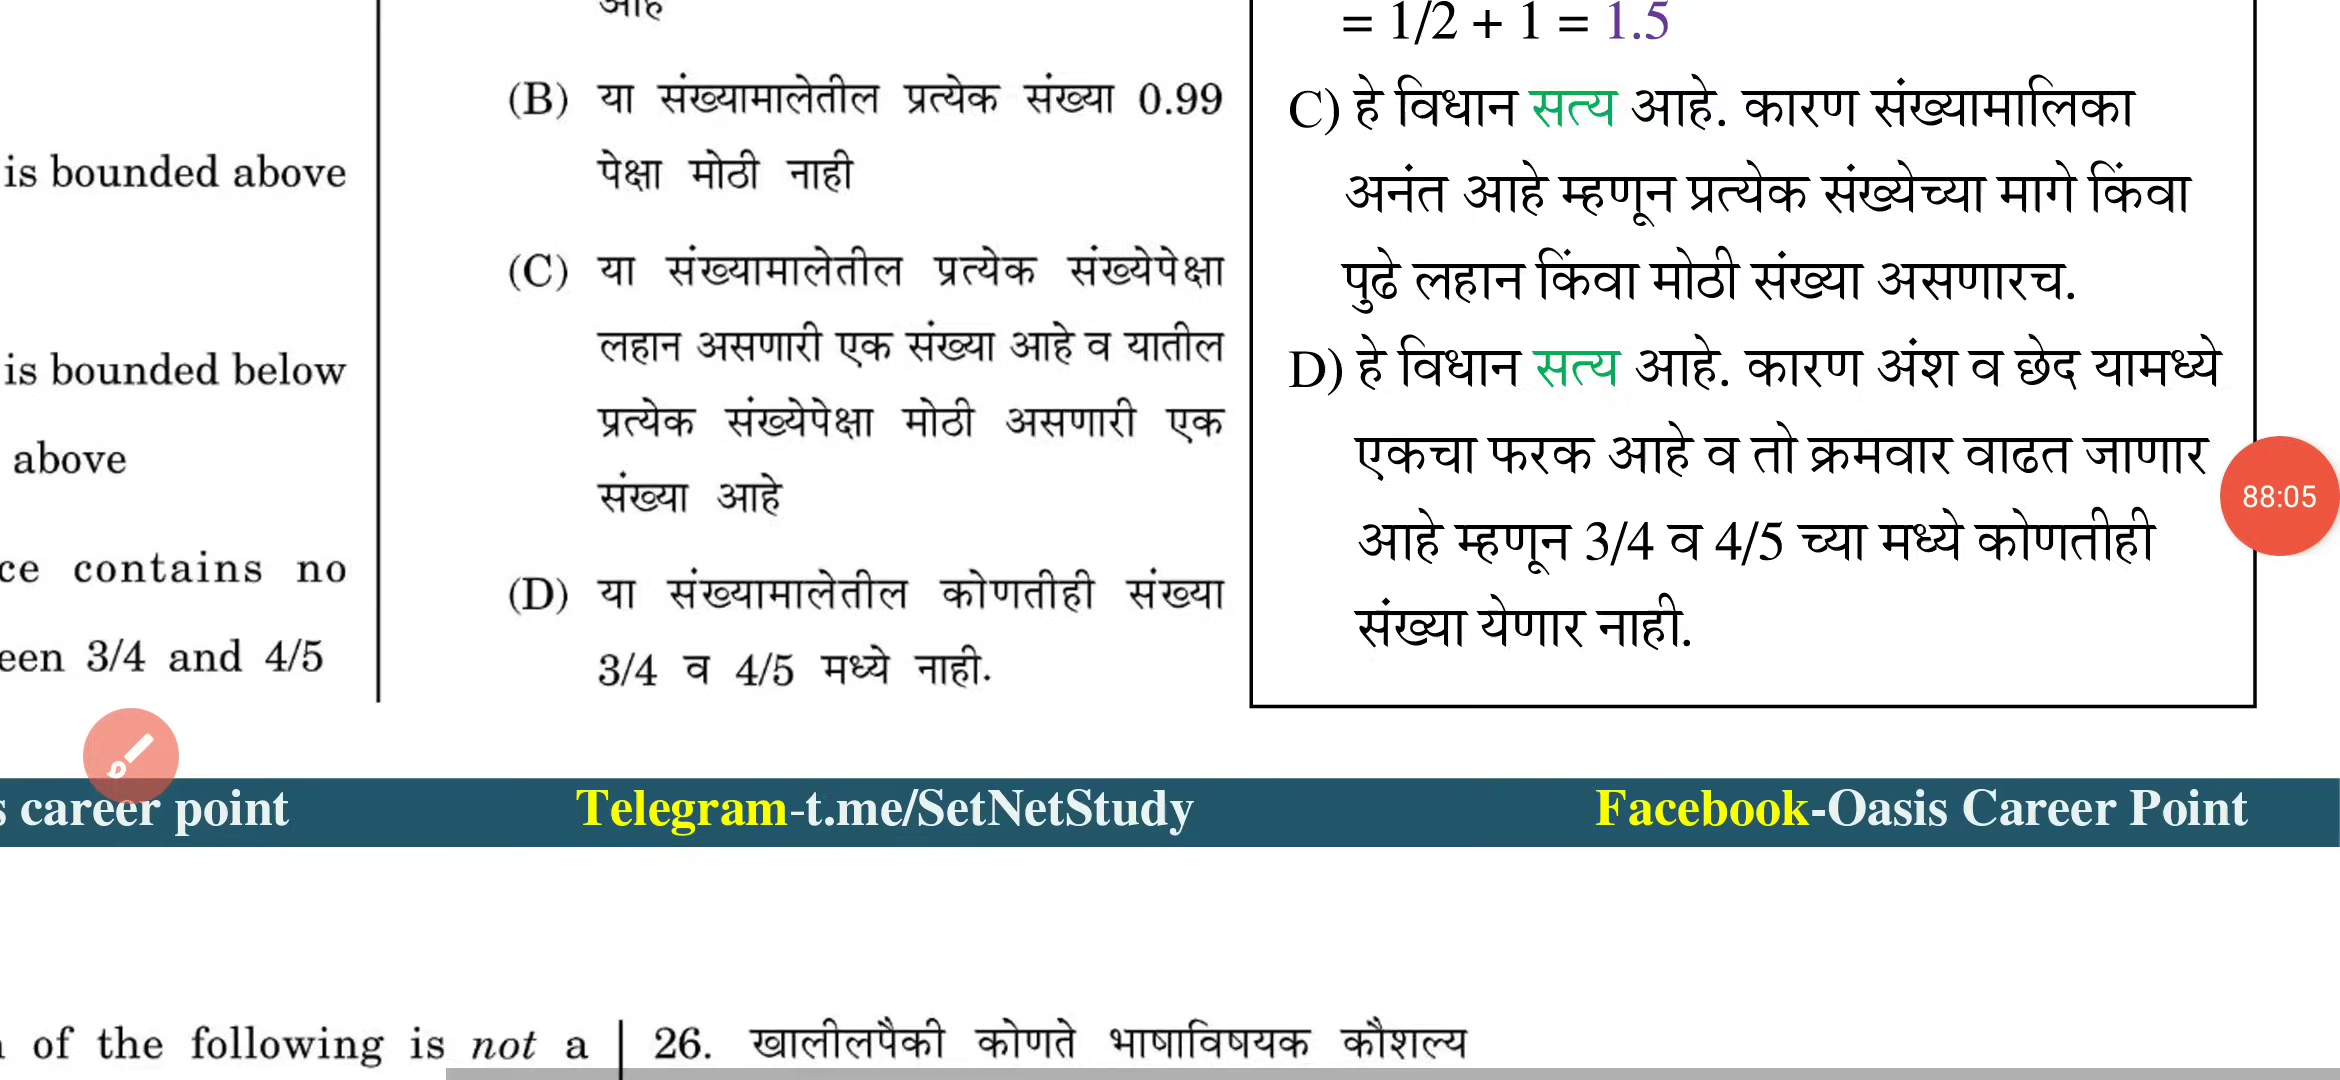 आहे
is bounded above
is bounded below
above
ce contains no
een 3/4 and 4/5
(B) या संख्यामालेतील प्रत्येक संख्या 0.99
पेक्षा मोठी नाही
(C) या संख्यामालेतील प्रत्येक संख्येपेक्षा
लहान असणारी एक संख्या आहे व यातील
प्रत्येक संख्येपेक्षा मोठी असणारी एक
संख्या आहे
(D) या संख्यामालेतील कोणतीही संख्या
3/4 व 4/5 मध्ये नाही.
= 1/2 + 1 = 1.5
C) हे विधान सत्य आहे. कारण संख्यामालिका
अनंत आहे म्हणून प्रत्येक संख्येच्या मागे किंवा
पुढे लहान किंवा मोठी संख्या असणारच.
D) हे विधान सत्य आहे. कारण अंश व छेद यामध्ये
एकचा फरक आहे व तो क्रमवार वाढत जाणार
आहे म्हणून 3/4 व 4/5 च्या मध्ये कोणतीही
संख्या येणार नाही.
88:05
s career point
Telegram-t.me/SetNetStudy
Facebook-Oasis Career Point
of the following is not a
26. खालीलपैकी कोणते भाषाविषयक कौशल्य